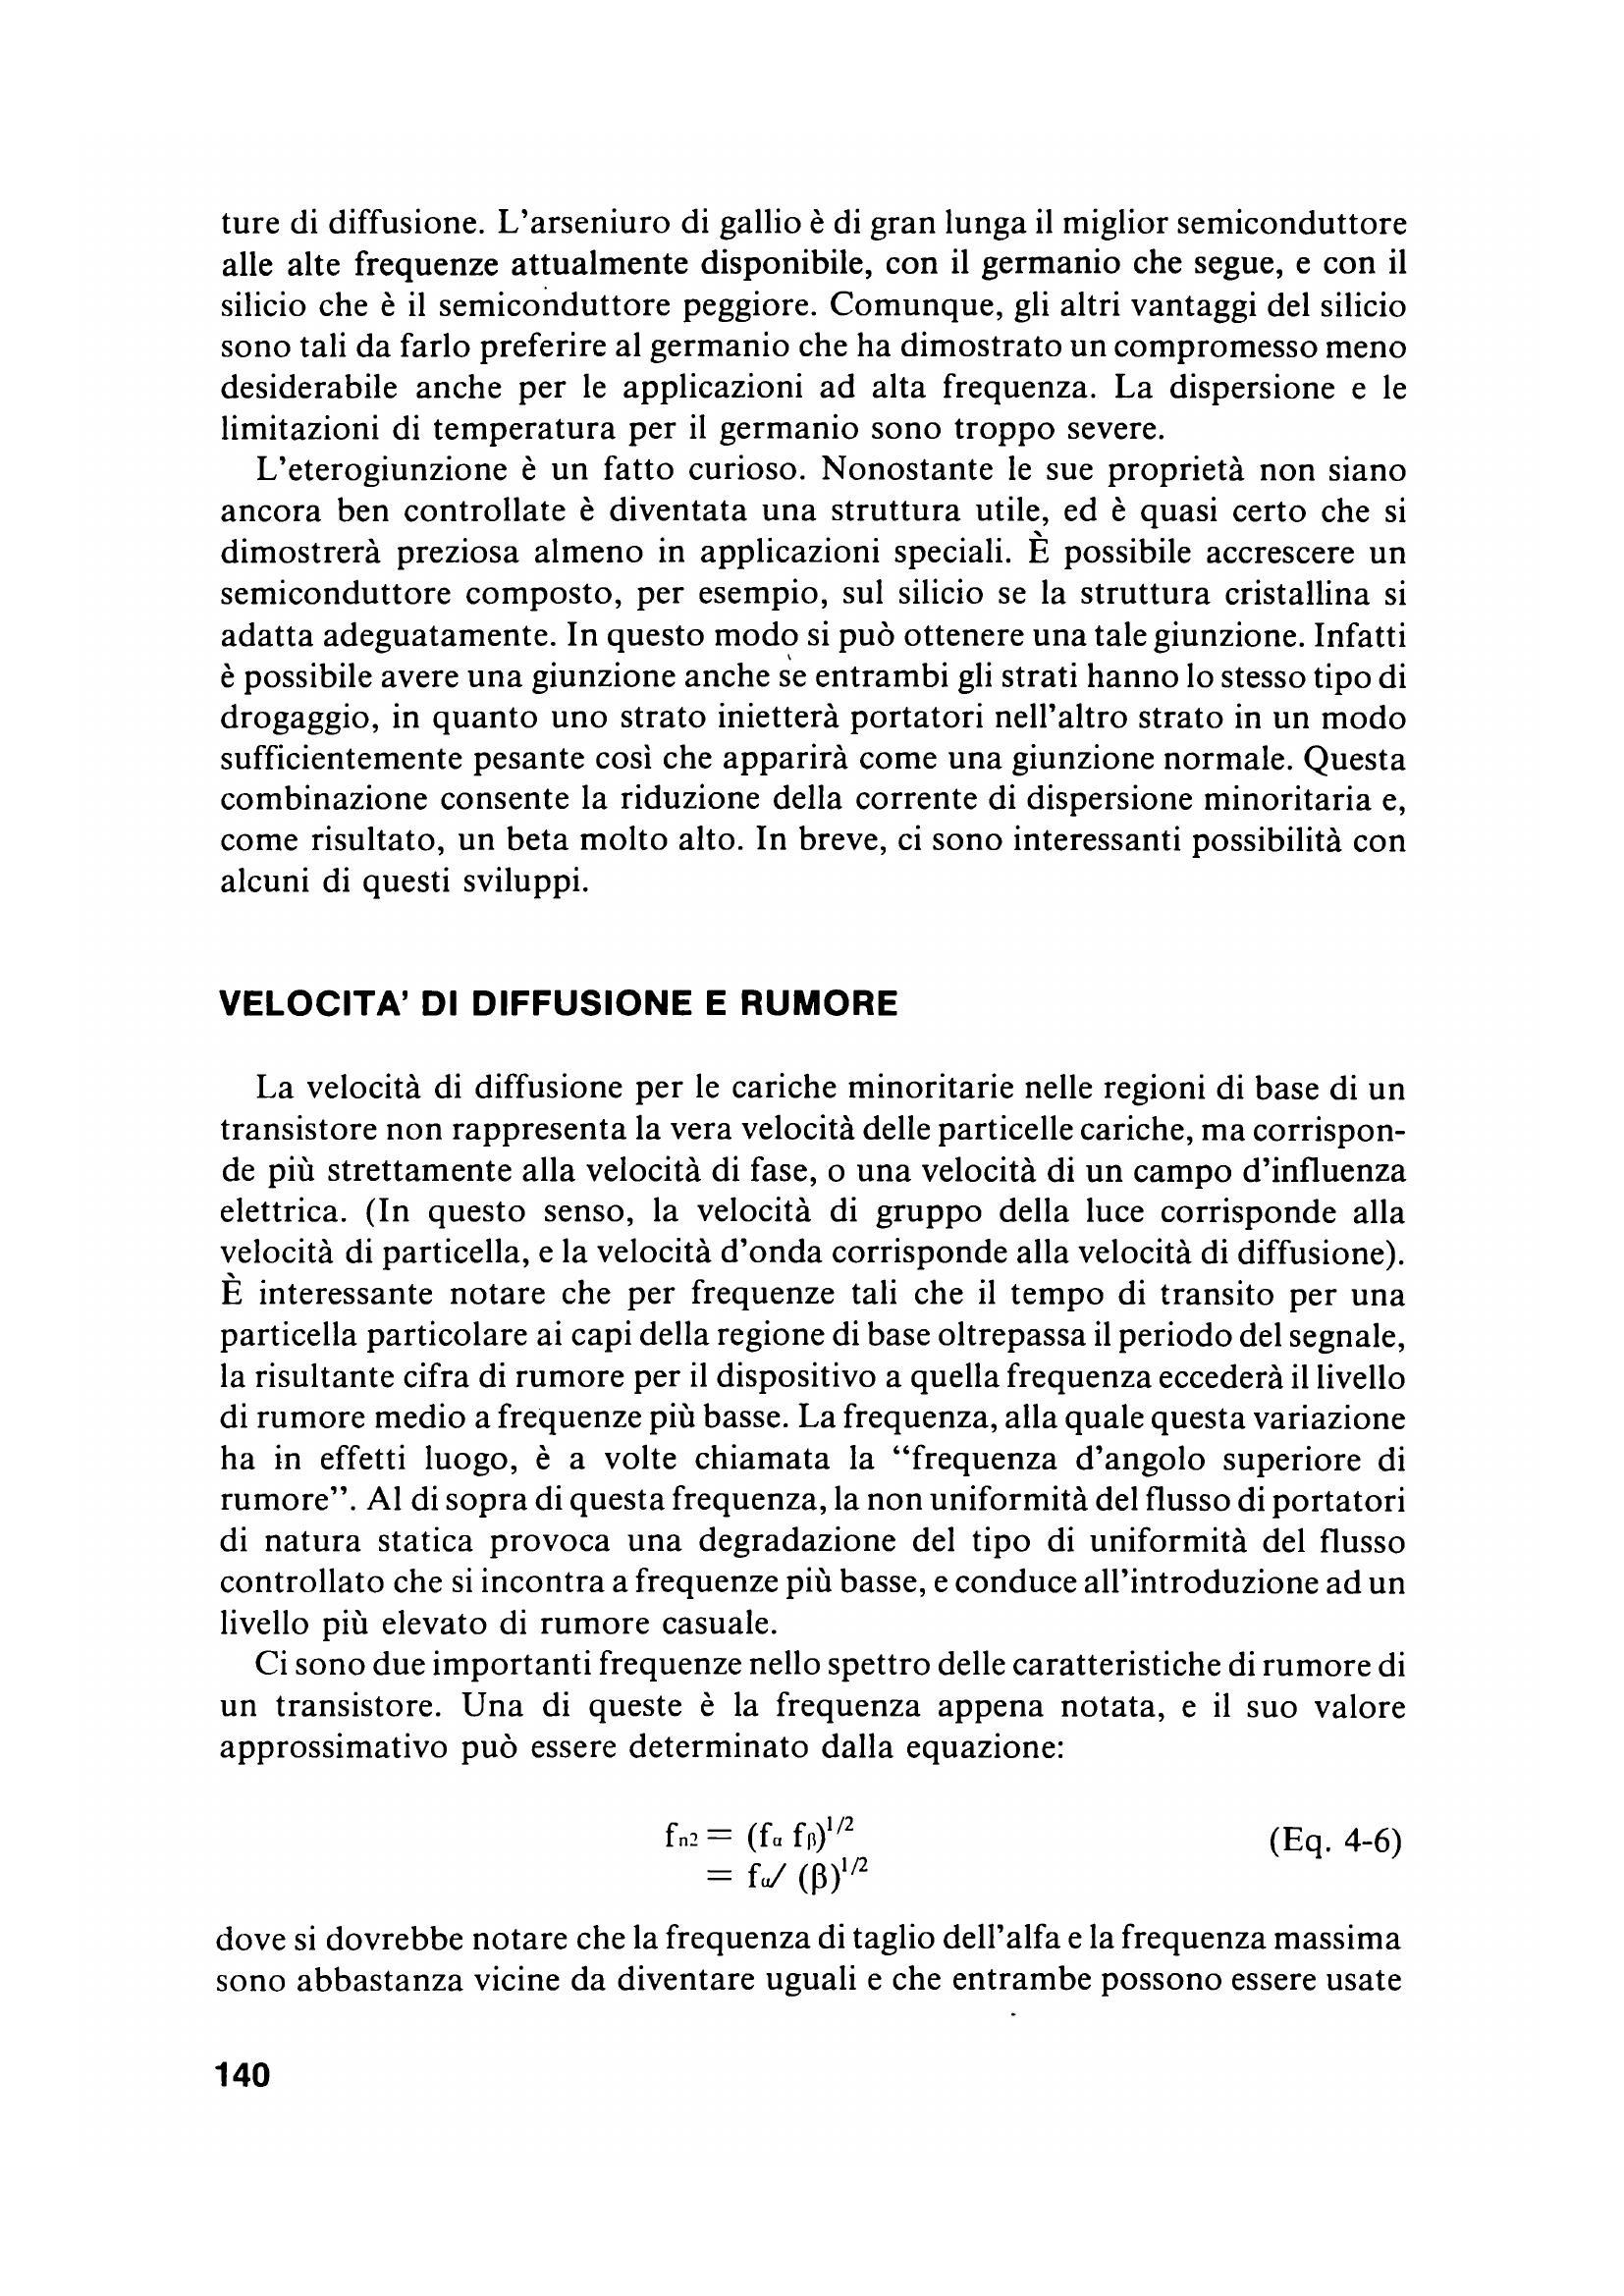 ture di diffusione. L'arseniuro di gallio è di gran lunga il miglior semiconduttore
alle alte frequenze attualmente disponibile, con il germanio che segue, e con il
silicio che è il semiconduttore peggiore. Comunque, gli altri vantaggi del silicio
sono tali da farlo preferire al germanio che ha dimostrato un compromesso meno
desiderabile anche per le applicazioni ad alta frequenza. La dispersione e le
limitazioni di temperatura per il germanio sono troppo severe.
L'eterogiunzione è un fatto curioso. Nonostante le sue proprietà non siano
ancora ben controllate è diventata una struttura utile, ed è quasi certo che si
dimostrerà preziosa almeno in applicazioni speciali. È possibile accrescere un
semiconduttore composto, per esempio, sul silicio se la struttura cristallina si
adatta adeguatamente. In questo modo si può ottenere una tale giunzione. Infatti
è possibile avere una giunzione anche se entrambi gli strati hanno lo stesso tipo di
drogaggio, in quanto uno strato inietterà portatori nell'altro strato in un modo
sufficientemente pesante così che apparirà come una giunzione normale. Questa
combinazione consente la riduzione della corrente di dispersione minoritaria e,
come risultato, un beta molto alto. In breve, ci sono interessanti possibilità con
alcuni di questi sviluppi.
VELOCITA' DI DIFFUSIONE E RUMORE
La velocità di diffusione per le cariche minoritarie nelle regioni di base di un
transistore non rappresenta la vera velocità delle particelle cariche, ma corrispon-
de più strettamente alla velocità di fase, o una velocità di un campo d'influenza
elettrica. (In questo senso, la velocità di gruppo della luce corrisponde alla
velocità di particella, e la velocità d'onda corrisponde alla velocità di diffusione).
È interessante notare che per frequenze tali che il tempo di transito per una
particella particolare ai capi della regione di base oltrepassa il periodo del segnale,
la risultante cifra di rumore per il dispositivo a quella frequenza eccederà il livello
di rumore medio a frequenze più basse. La frequenza, alla quale questa variazione
ha in effetti luogo, è a volte chiamata la “frequenza d'angolo superiore di
rumore”. Al di sopra di questa frequenza, la non uniformità del flusso di portatori
di natura statica provoca una degradazione del tipo di uniformità del flusso
controllato che si incontra a frequenze più basse, e conduce all'introduzione ad un
livello più elevato di rumore casuale.
Ci sono due importanti frequenze nello spettro delle caratteristiche di rumore di
un transistore. Una di queste è la frequenza appena notata, e il suo valore
approssimativo può essere determinato dalla equazione:
fn2 = (fα fβ)^1/2 (Eq. 4-6)
= fα/ (β)^1/2
dove si dovrebbe notare che la frequenza di taglio dell'alfa e la frequenza massima
sono abbastanza vicine da diventare uguali e che entrambe possono essere usate
140